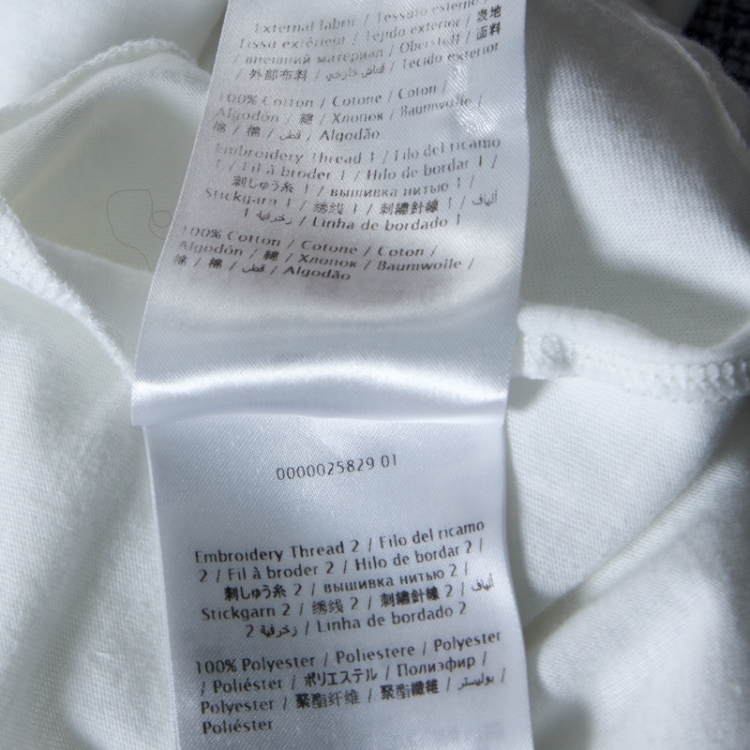 External fabric / Tessuto esterno /
Tissu extérieur / Tejido exterior / 表地
/ внешний материал / Oberstoff / 面料
/ 外部布料 / قماش خارجي / Tecido exterior
100% Cotton / Cotone / Coton /
Algodón / 綿 / Хлопок / Baumwolle /
棉 / 棉 / قطن / Algodão
Embroidery Thread 1 / Filo del ricamo
1 / Fil à broder 1 / Hilo de bordar 1 /
刺しゅう糸 1 / вышивка нитью 1 /
Stickgarn 1 / 绣线 1 / 刺繡針線 1 / ألياف
زخرفية 1 / Linha de bordado 1
100% Cotton / Cotone / Coton /
Algodón / 綿 / Хлопок / Baumwolle /
棉 / 棉 / قطن / Algodão
0000025829 01
Embroidery Thread 2 / Filo del ricamo
2 / Fil à broder 2 / Hilo de bordar 2 /
刺しゅう糸 2 / вышивка нитью 2 /
Stickgarn 2 / 绣线 2 / 刺繡針線 2 / ألياف
زخرفية 2 / Linha de bordado 2
100% Polyester / Poliestere / Polyester
/ Poliéster / ポリエステル / Полиэфир /
Polyester / 聚酯纤维 / 聚酯纖維 / بوليستر /
Poliéster